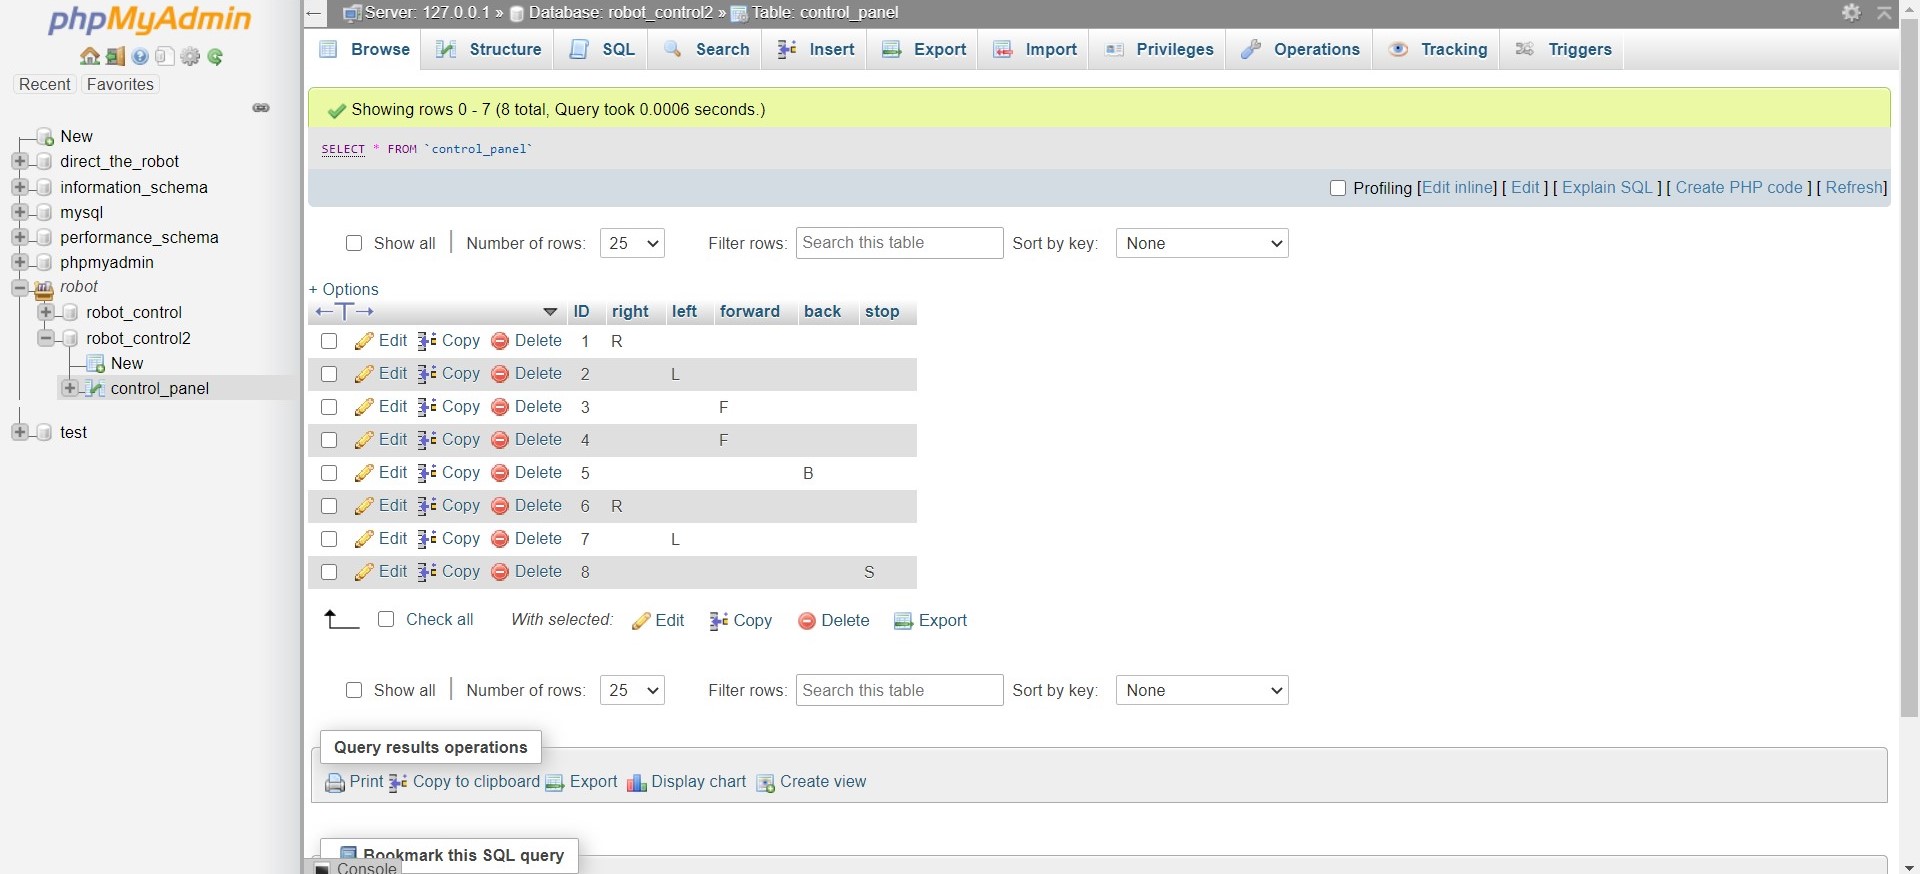 phpMyAdmin
Recent Favorites
New
direct_the_robot
information_schema
mysql
performance_schema
phpmyadmin
robot
robot_control
robot_control2
New
control_panel
test
Server: 127.0.0.1 » Database: robot_control2 » Table: control_panel
Browse Structure SQL Search Insert Export Import Privileges Operations Tracking Triggers
Showing rows 0 - 7 (8 total, Query took 0.0006 seconds.)
SELECT * FROM `control_panel`
Profiling [Edit inline] [ Edit ] [ Explain SQL ] [ Create PHP code ] [ Refresh]
Show all | Number of rows: 25 Filter rows: Search this table Sort by key: None
+ Options
←T→ ID right left forward back stop
Edit Copy Delete 1 R
Edit Copy Delete 2 L
Edit Copy Delete 3 F
Edit Copy Delete 4 F
Edit Copy Delete 5 B
Edit Copy Delete 6 R
Edit Copy Delete 7 L
Edit Copy Delete 8 S
Check all With selected: Edit Copy Delete Export
Show all | Number of rows: 25 Filter rows: Search this table Sort by key: None
Query results operations
Print Copy to clipboard Export Display chart Create view
Bookmark this SQL query
Console